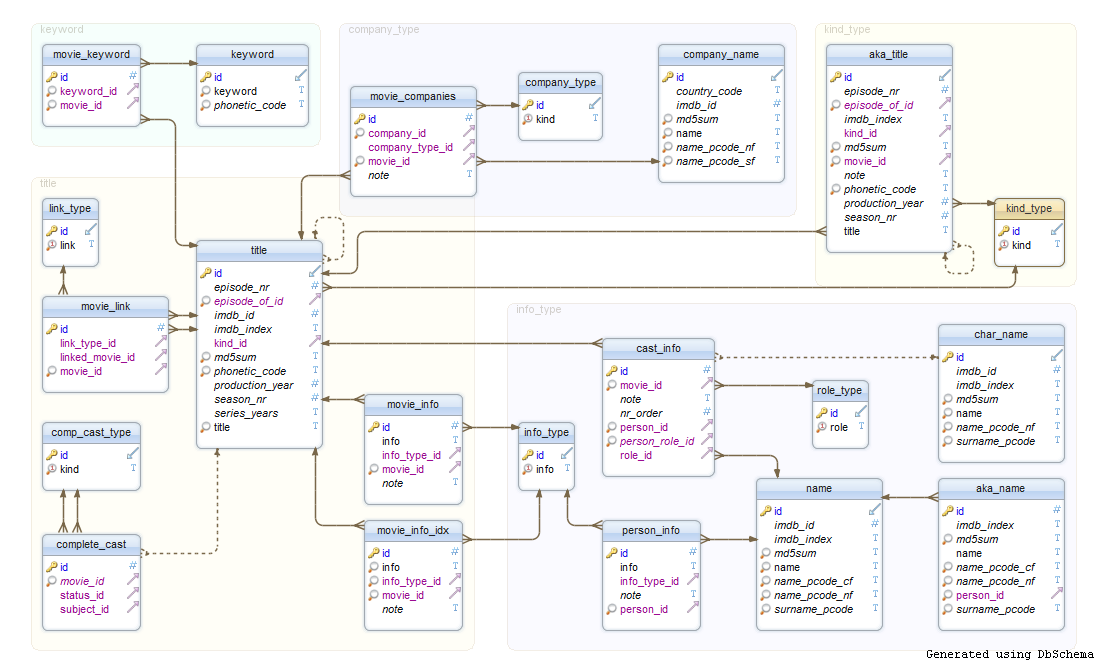 keyword
movie_keyword
id #
keyword_id
movie_id
keyword
id
keyword T
phonetic_code T
company_type
movie_companies
id #
company_id
company_type_id
movie_id
note T
company_type
id
kind T
company_name
id
country_code T
imdb_id #
md5sum T
name T
name_pcode_nf T
name_pcode_sf T
kind_type
aka_title
id
episode_nr #
episode_of_id
imdb_index T
kind_id
md5sum T
movie_id
note T
phonetic_code T
production_year #
season_nr #
title T
kind_type
id
kind T
title
link_type
id
link T
movie_link
id #
link_type_id
linked_movie_id
movie_id
title
id
episode_nr #
episode_of_id
imdb_id #
imdb_index T
kind_id
md5sum T
phonetic_code T
production_year #
season_nr #
series_years T
title T
comp_cast_type
id
kind T
complete_cast
id #
movie_id
status_id
subject_id
movie_info
id #
info T
info_type_id
movie_id
note T
movie_info_idx
id #
info T
info_type_id
movie_id
note T
info_type
info_type
id
info T
cast_info
id #
movie_id
note T
nr_order #
person_id
person_role_id
role_id
role_type
id
role T
char_name
id
imdb_id #
imdb_index T
md5sum T
name T
name_pcode_nf T
surname_pcode T
person_info
id #
info T
info_type_id
note T
person_id
name
id
imdb_id #
imdb_index T
md5sum T
name T
name_pcode_cf T
name_pcode_nf T
surname_pcode T
aka_name
id #
imdb_index T
md5sum T
name T
name_pcode_cf T
name_pcode_nf T
person_id
surname_pcode T
Generated using DbSchema